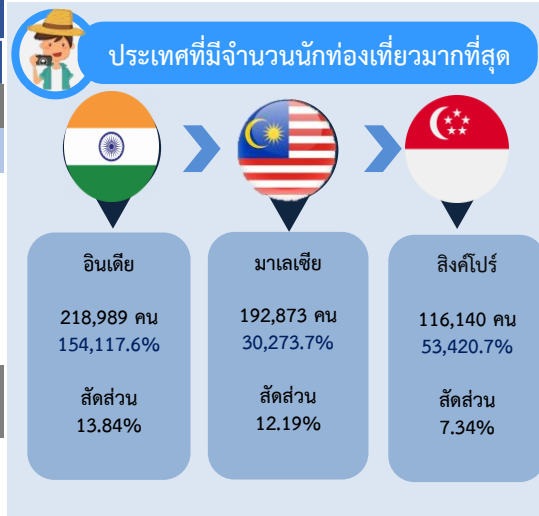 ประเทศที่มีจำนวนนักท่องเที่ยวมากที่สุด
อินเดีย
218,989 คน
154,117.6%
สัดส่วน
13.84%
มาเลเซีย
192,873 คน
30,273.7%
สัดส่วน
12.19%
สิงค์โปร์
116,140 คน
53,420.7%
สัดส่วน
7.34%